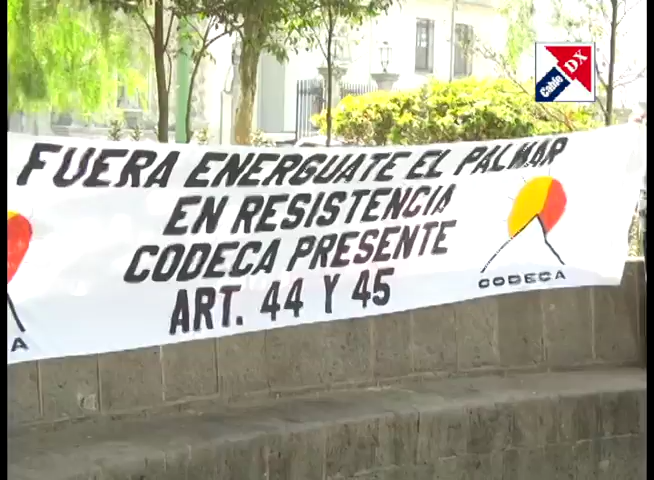 Cable DX
FUERA ENERGUATE EL PALMAR
EN RESISTENCIA
CODECA PRESENTE
ART. 44 Y 45
CODECA
A